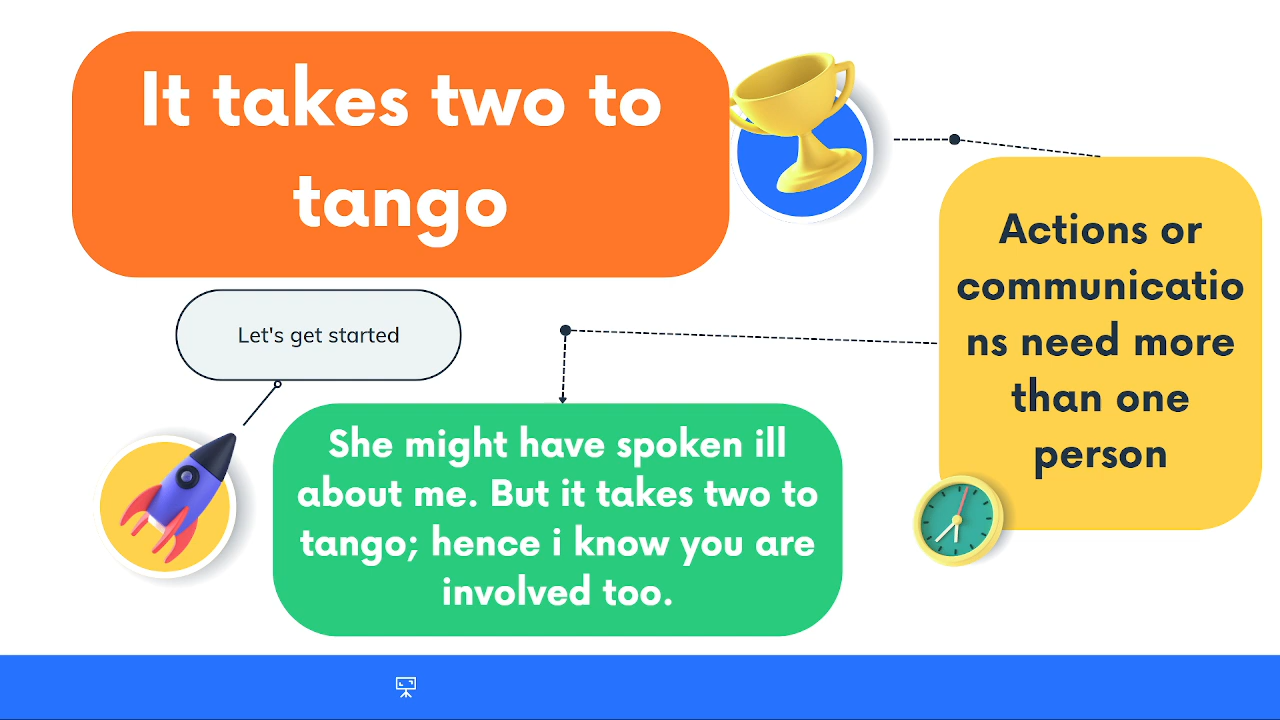 It takes two to
tango
Let's get started
Actions or
communicatio
ns need more
than one
person
She might have spoken ill
about me. But it takes two to
tango; hence i know you are
involved too.